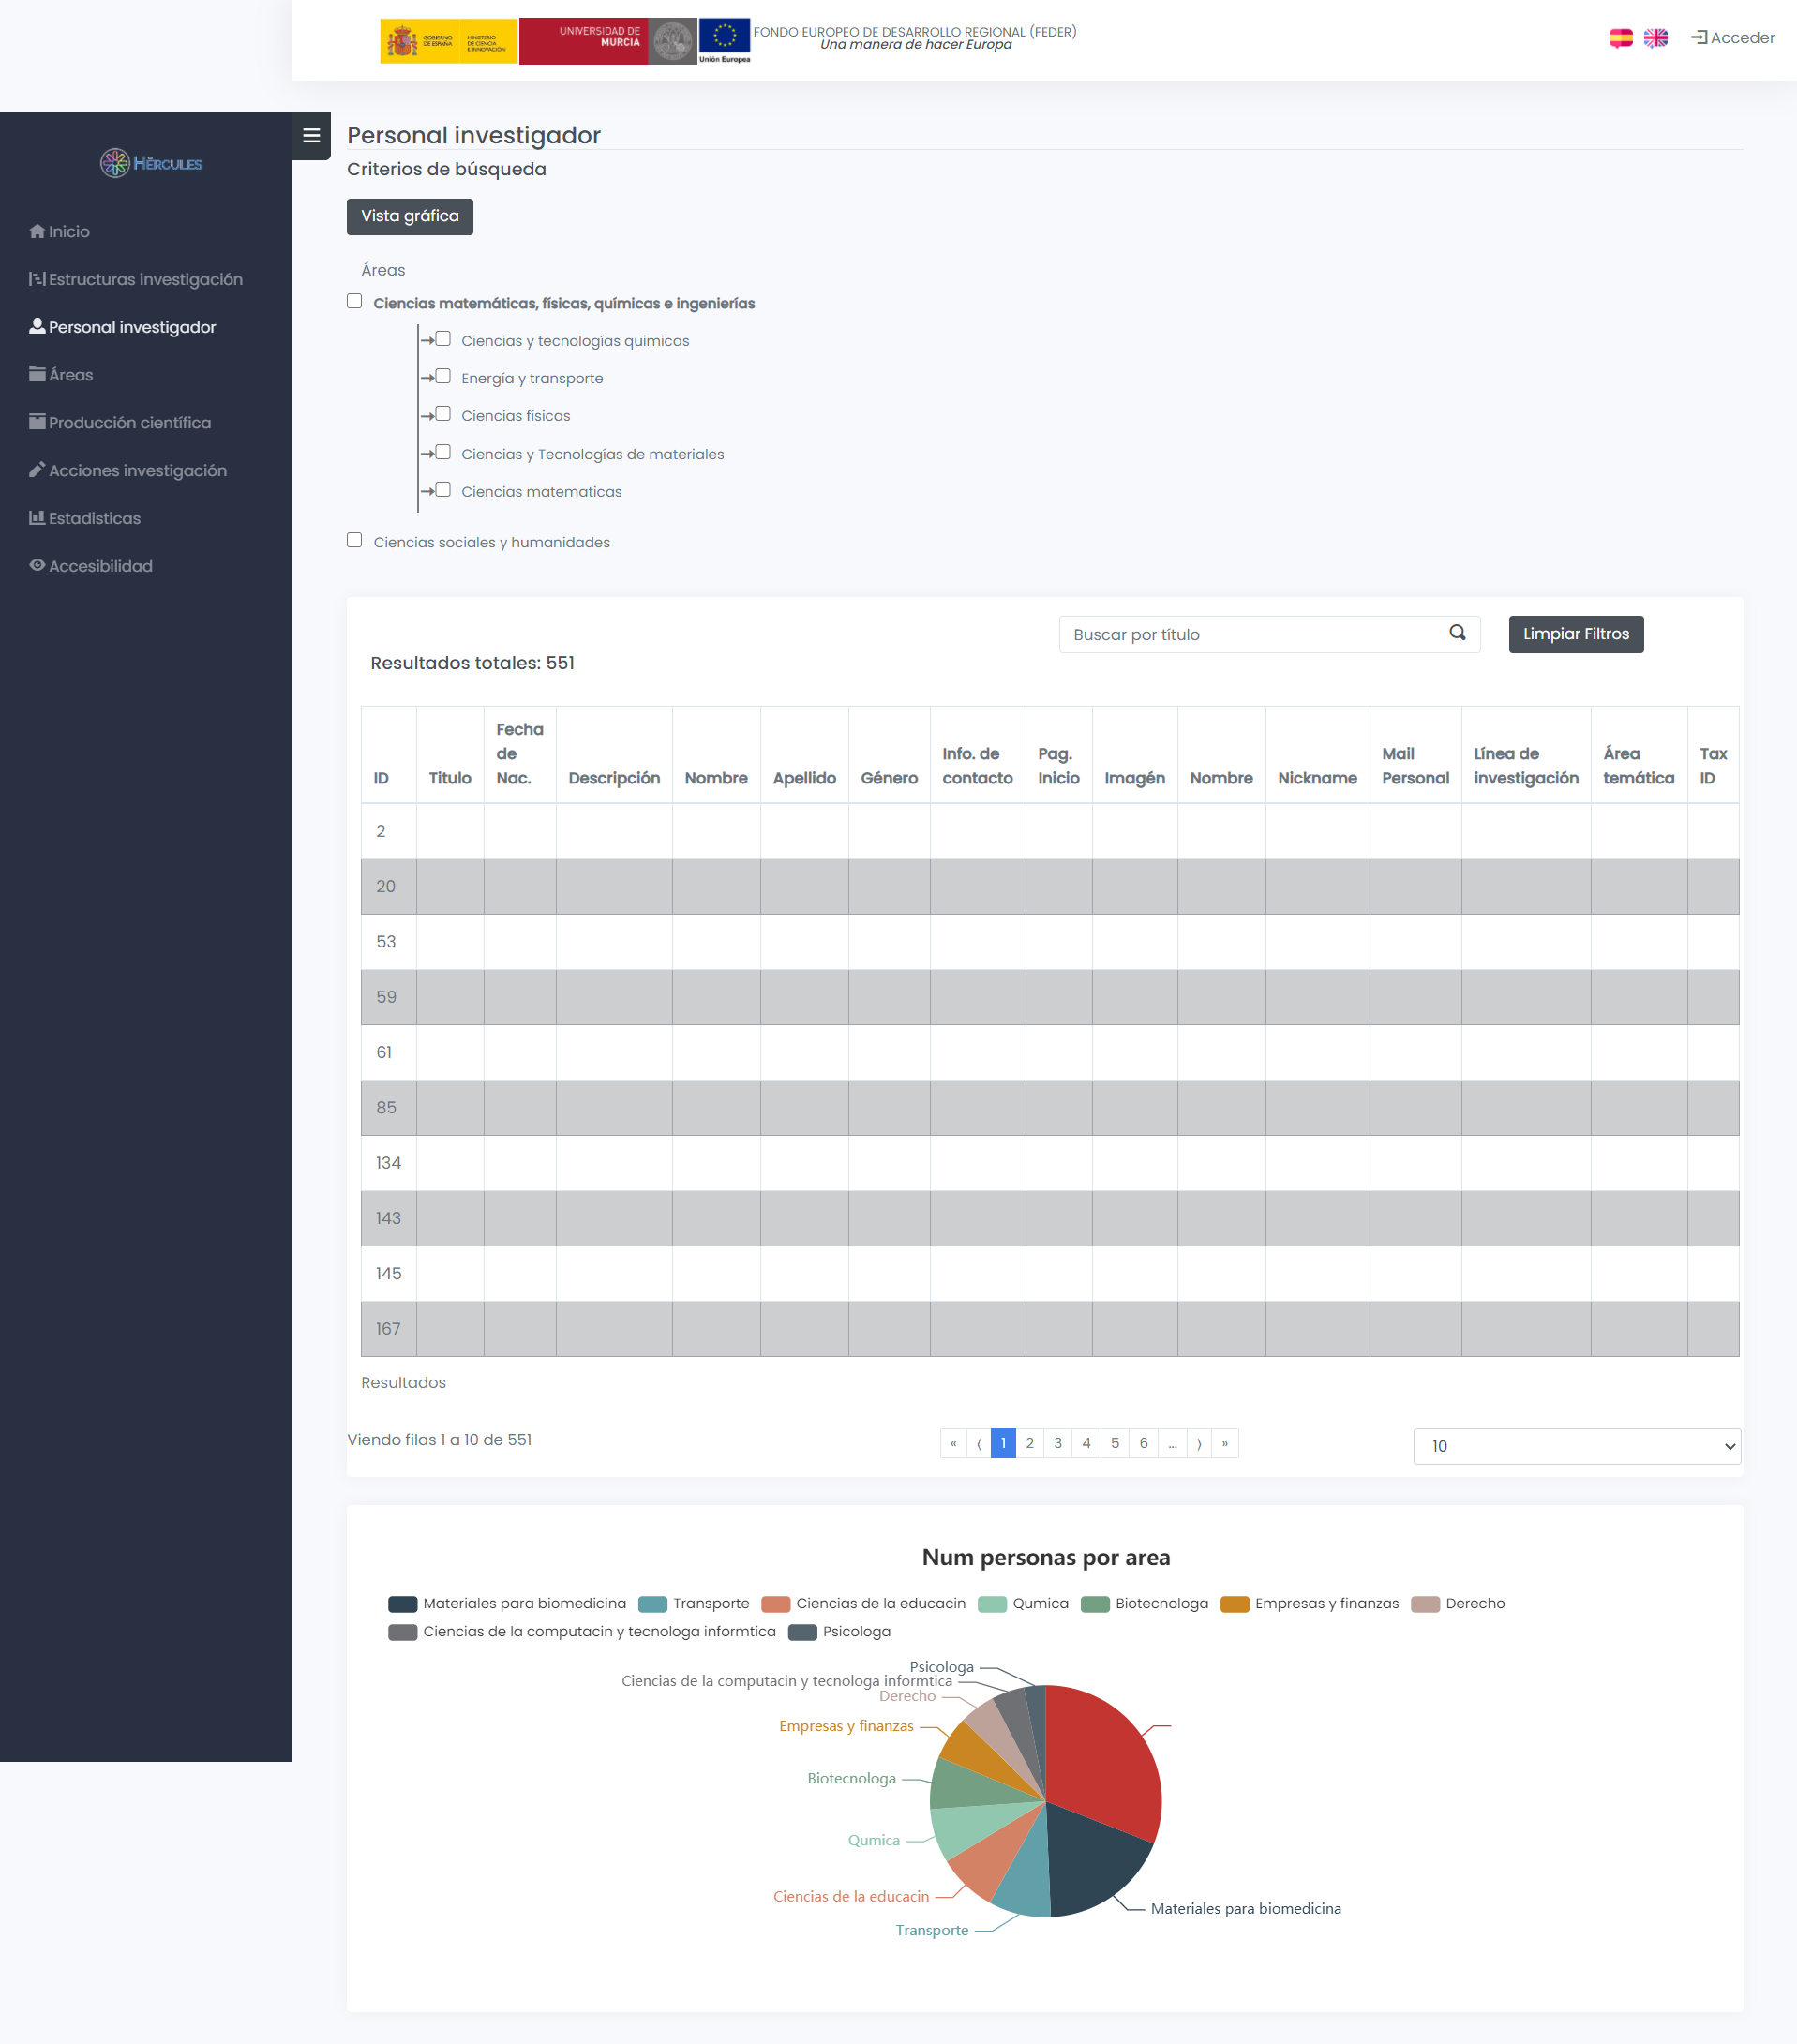 GOBIERNO DE ESPAÑA
MINISTERIO DE CIENCIA E INNOVACIÓN
UNIVERSIDAD DE MURCIA
Unión Europea
FONDO EUROPEO DE DESARROLLO REGIONAL (FEDER)
Una manera de hacer Europa
Acceder
HĒRCULES
Inicio
Estructuras investigación
Personal investigador
Áreas
Producción científica
Acciones investigación
Estadisticas
Accesibilidad
Personal investigador
Criterios de búsqueda
Vista gráfica
Áreas
Ciencias matemáticas, físicas, químicas e ingenierías
Ciencias y tecnologías quimicas
Energía y transporte
Ciencias físicas
Ciencias y Tecnologías de materiales
Ciencias matematicas
Ciencias sociales y humanidades
Buscar por título
Limpiar Filtros
Resultados totales: 551
ID Titulo Fecha de Nac. Descripción Nombre Apellido Género Info. de contacto Pag. Inicio Imagén Nombre Nickname Mail Personal Línea de investigación Área temática Tax ID
2
20
53
59
61
85
134
143
145
167
Resultados
Viendo filas 1 a 10 de 551
« ⟨ 1 2 3 4 5 6 ... ⟩ »
10
Num personas por area
Materiales para biomedicina Transporte Ciencias de la educacin Qumica Biotecnologa Empresas y finanzas Derecho
Ciencias de la computacin y tecnologa informtica Psicologa
Psicologa
Ciencias de la computacin y tecnologa informtica
Derecho
Empresas y finanzas
Biotecnologa
Qumica
Ciencias de la educacin
Materiales para biomedicina
Transporte